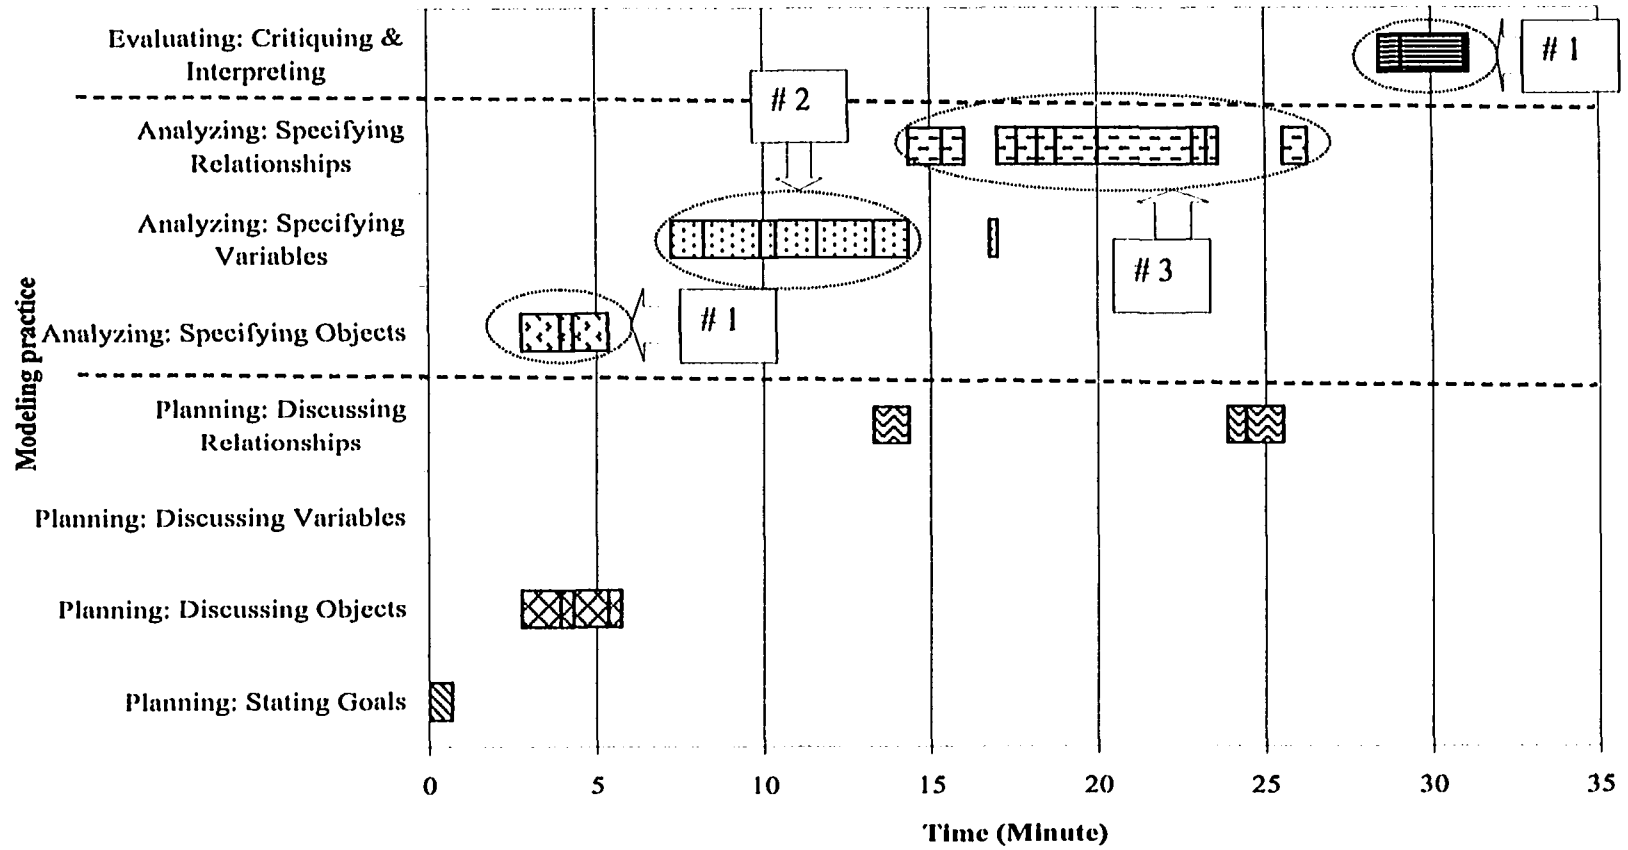 Evaluating: Critiquing &
Interpreting
# 1
# 2
Analyzing: Specifying
Relationships
Analyzing: Specifying
Variables
# 3
# 1
Analyzing: Specifying Objects
Modeling practice
Planning: Discussing
Relationships
Planning: Discussing Variables
Planning: Discussing Objects
Planning: Stating Goals
0 5 10 15 20 25 30 35
Time (Minute)